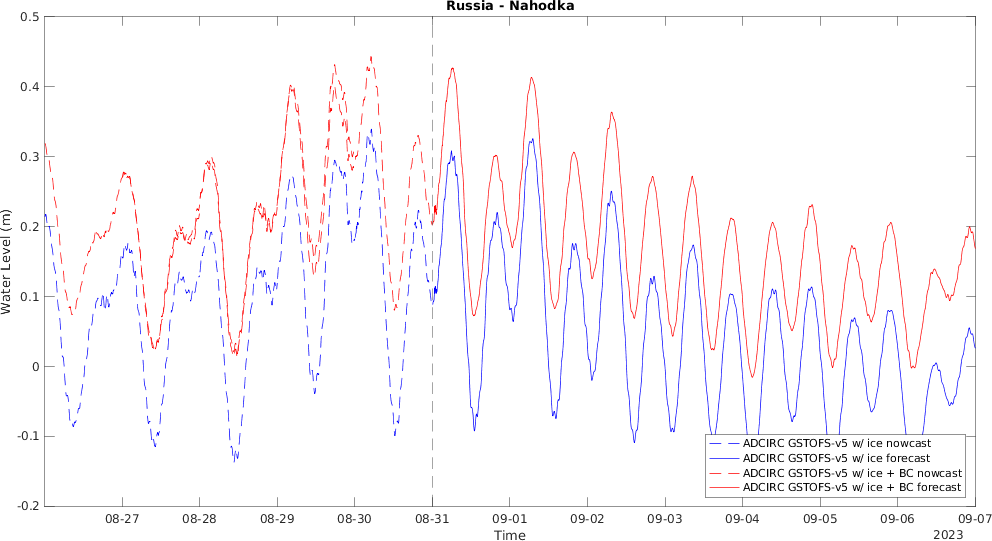 Russia - Nahodka
0.5
0.4
0.3
0.2
0.1
0
-0.1
-0.2
Water Level (m)
ADCIRC GSTOFS-v5 w/ ice nowcast
ADCIRC GSTOFS-v5 w/ ice forecast
ADCIRC GSTOFS-v5 w/ ice + BC nowcast
ADCIRC GSTOFS-v5 w/ ice + BC forecast
08-27 08-28 08-29 08-30 08-31 09-01 09-02 09-03 09-04 09-05 09-06 09-07
Time
2023